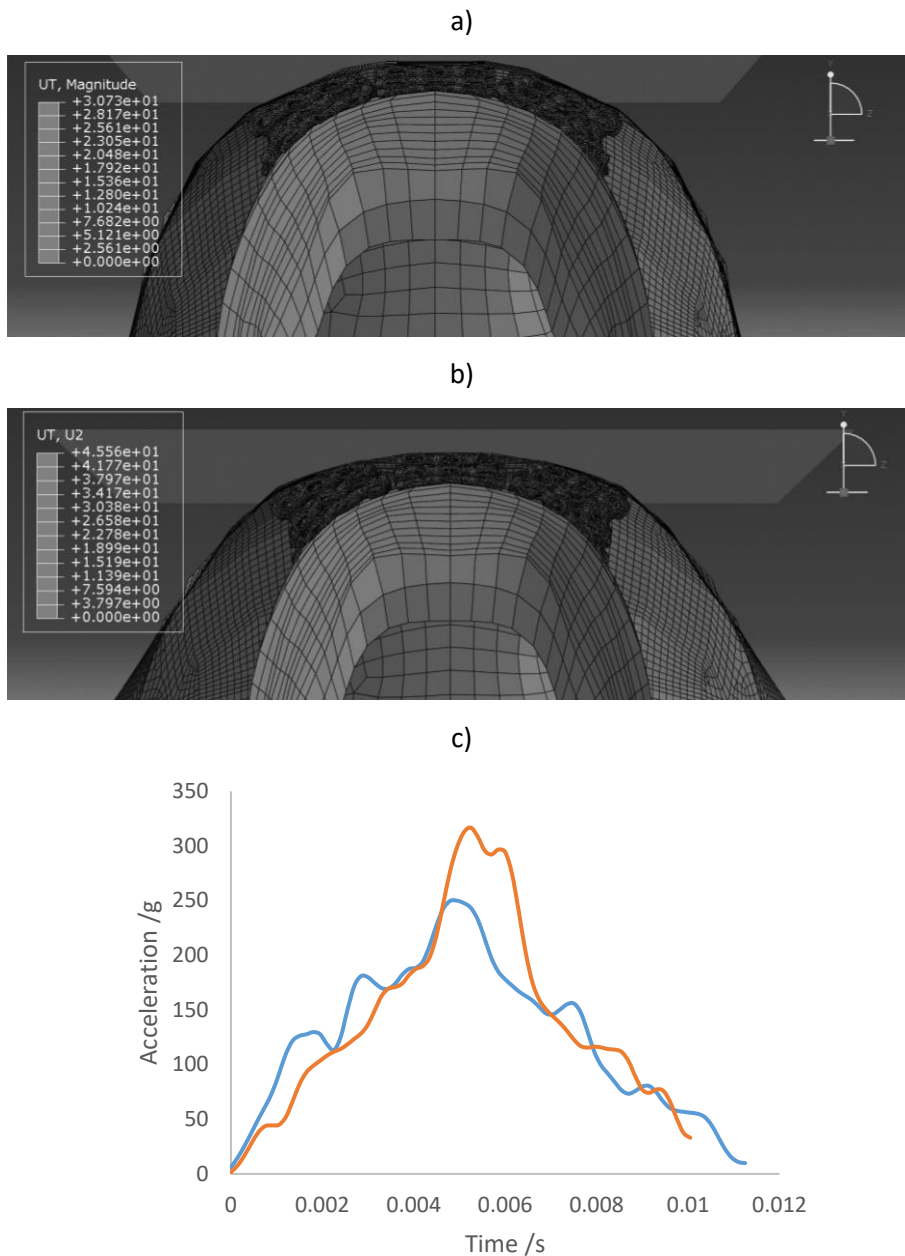 a)
UT, Magnitude
+3.073e+01
+2.817e+01
+2.561e+01
+2.305e+01
+2.048e+01
+1.792e+01
+1.536e+01
+1.280e+01
+1.024e+01
+7.682e+00
+5.121e+00
+2.561e+00
+0.000e+00
Y
Z
b)
UT, U2
+4.556e+01
+4.177e+01
+3.797e+01
+3.417e+01
+3.038e+01
+2.658e+01
+2.278e+01
+1.899e+01
+1.519e+01
+1.139e+01
+7.594e+00
+3.797e+00
+0.000e+00
Y
Z
c)
350
300
250
200
150
100
50
0
Acceleration /g
0
0.002
0.004
0.006
0.008
0.01
0.012
Time /s